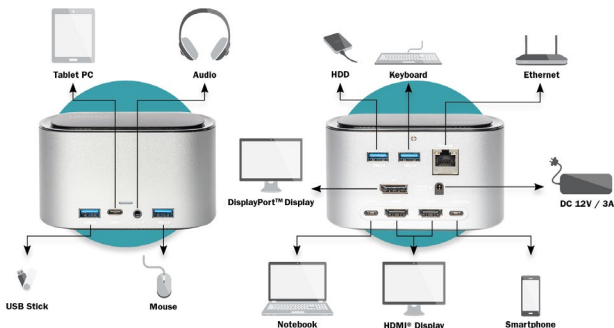 Tablet PC
Audio
HDD
Keyboard
Ethernet
DisplayPort™ Display
DC 12V / 3A
USB Stick
Mouse
Notebook
HDMI® Display
Smartphone